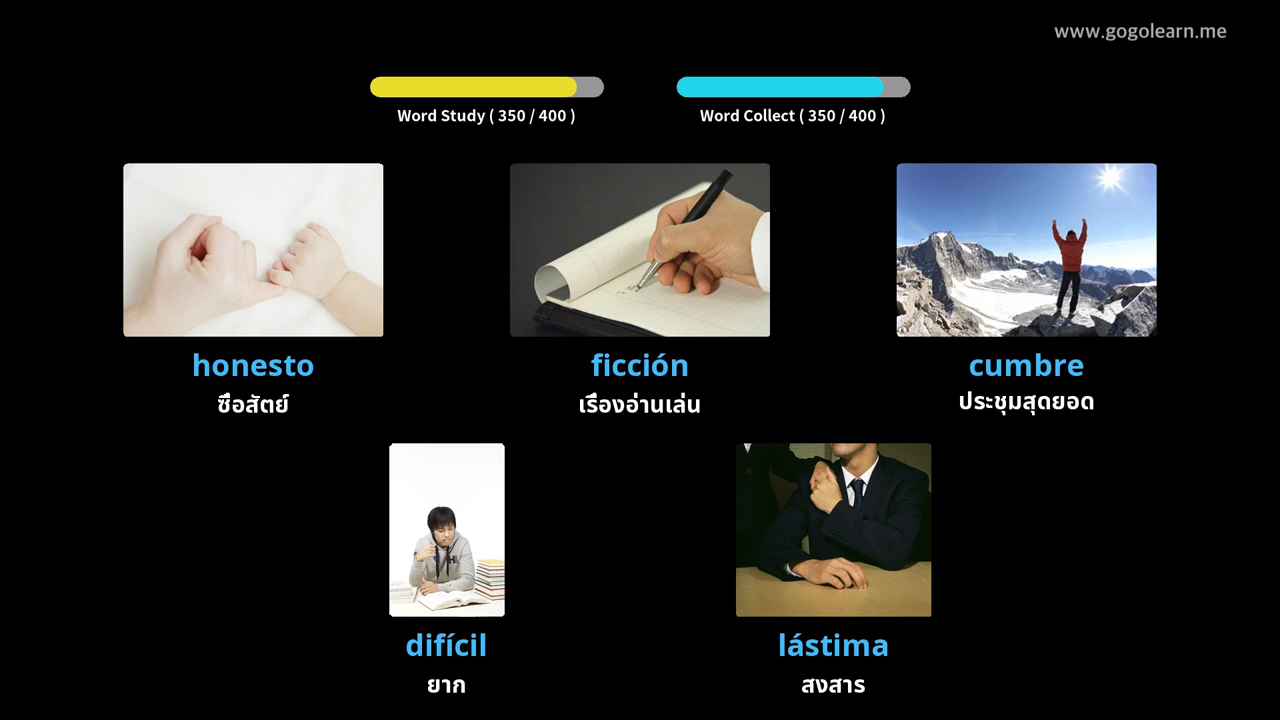 www.gogolearn.me
Word Study ( 350 / 400 )
Word Collect ( 350 / 400 )
honesto
ซื่อสัตย์
ficción
เรื่องอ่านเล่น
cumbre
ประชุมสุดยอด
difícil
ยาก
lástima
สงสาร